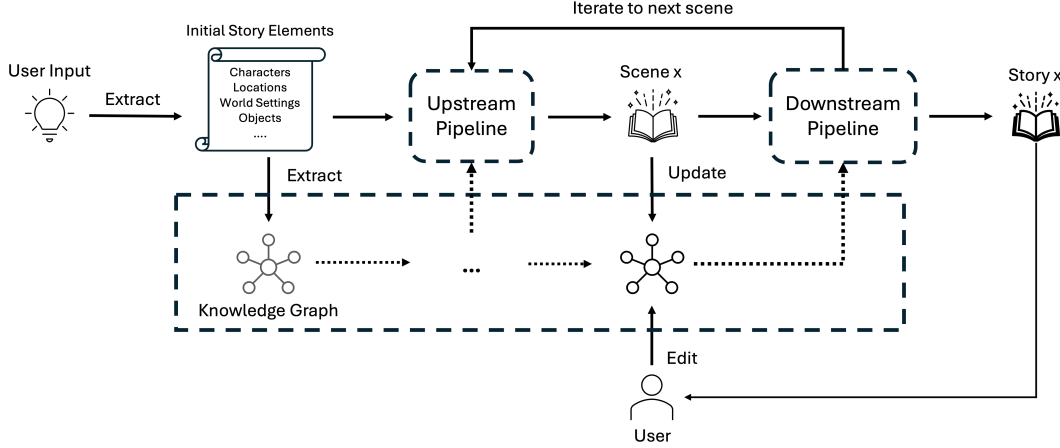 Iterate to next scene
Initial Story Elements
User Input
Extract
Characters
Locations
World Settings
Objects
....
Upstream
Pipeline
Scene x
Downstream
Pipeline
Story x
Extract
Update
...
Knowledge Graph
Edit
User